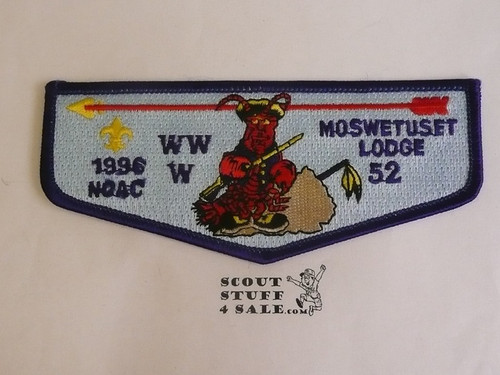 1996
NOAC
WW
W
MOSWETUSET
LODGE
52
SCOUT
STUFF
4 SALE.com